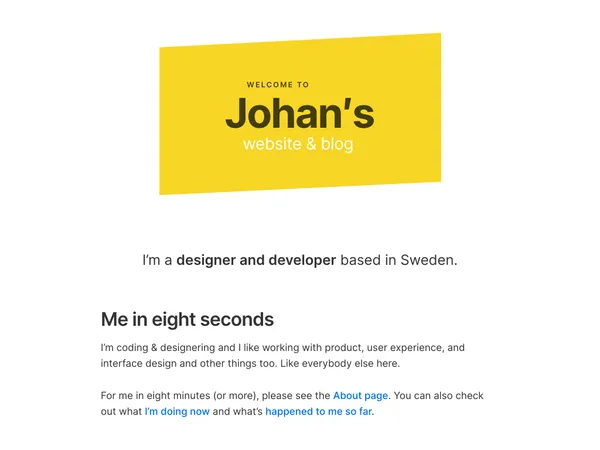 WELCOME TO
Johan's
website & blog
I'm a designer and developer based in Sweden.
Me in eight seconds
I'm coding & designering and I like working with product, user experience, and
interface design and other things too. Like everybody else here.
For me in eight minutes (or more), please see the About page. You can also check
out what I'm doing now and what's happened to me so far.